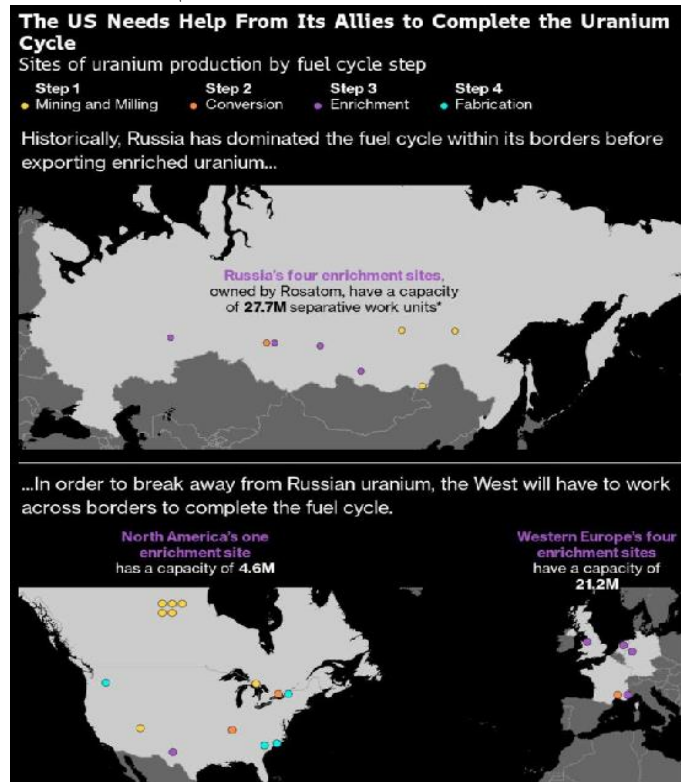 The US Needs Help From Its Allies to Complete the Uranium
Cycle
Sites of uranium production by fuel cycle step
Step 1 Step 2 Step 3 Step 4
Mining and Milling Conversion Enrichment Fabrication
Historically, Russia has dominated the fuel cycle within its borders before
exporting enriched uranium...
Russia's four enrichment sites,
owned by Rosatom, have a capacity
of 27.7M separative work units*
...In order to break away from Russian uranium, the West will have to work
across borders to complete the fuel cycle.
North America's one
enrichment site
has a capacity of 4.6M
Western Europe's four
enrichment sites
have a capacity of
21.2M